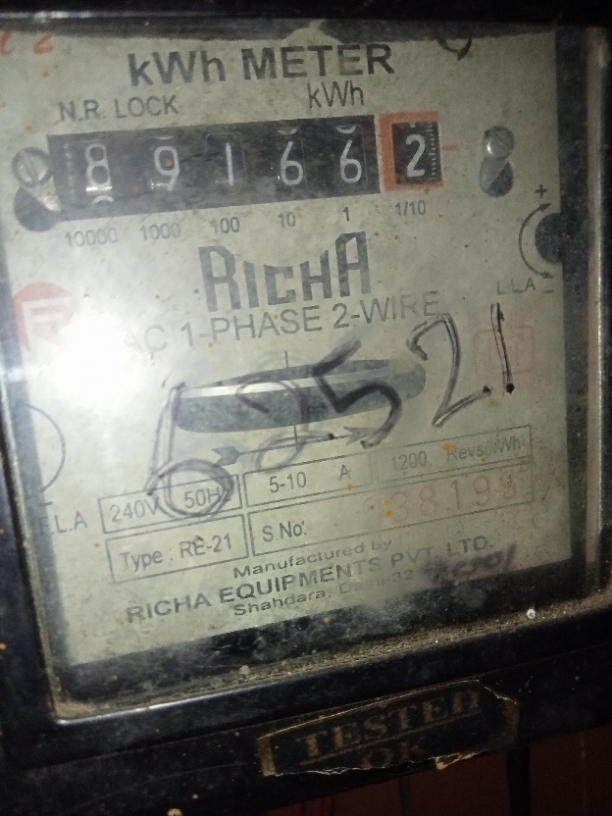 kWh METER
N.R. LOCK kWh
8 9 1 6 6 2
10000 1000 100 10 1 1/10
RICHA
AC 1-PHASE 2-WIRE
L.L.A -
+
62521
240V 50Hz 5-10 A 1200 Revs/kWh
F.L.A
Type : RE-21 S.No:
Manufactured by
RICHA EQUIPMENTS PVT. LTD.
Shahdara,
TESTED
OK